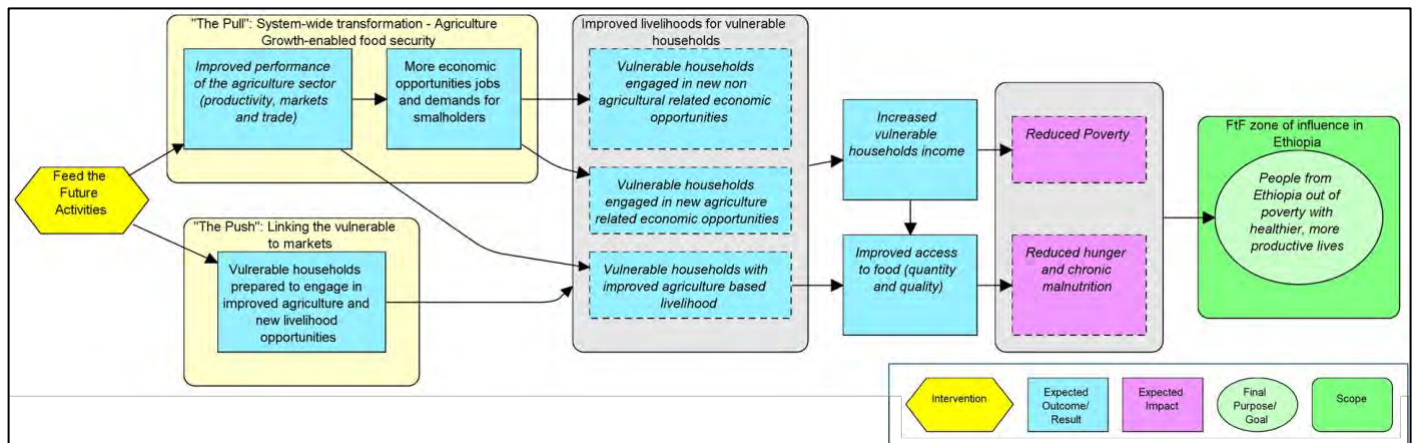 "The Pull": System-wide transformation - Agriculture
Growth-enabled food security
Improved performance
of the agriculture sector
(productivity, markets
and trade)
More economic
opportunities jobs
and demands for
smalholders
Improved livelihoods for vulnerable
households
Vulnerable households
engaged in new non
agricultural related economic
opportunities
Vulnerable households
engaged in new agriculture
related economic opportunities
Vulnerable households with
improved agriculture based
livelihood
Feed the
Future
Activities
"The Push": Linking the vulnerable
to markets
Vulrerable households
prepared to engage in
improved agriculture and
new livelihood
opportunities
Increased
vulnerable
households income
Improved access
to food (quantity
and quality)
Reduced Poverty
Reduced hunger
and chronic
malnutrition
FtF zone of influence in
Ethiopia
People from
Ethiopia out of
poverty with
healthier, more
productive lives
Intervention
Expected
Outcome/
Result
Expected
Impact
Final
Purpose/
Goal
Scope